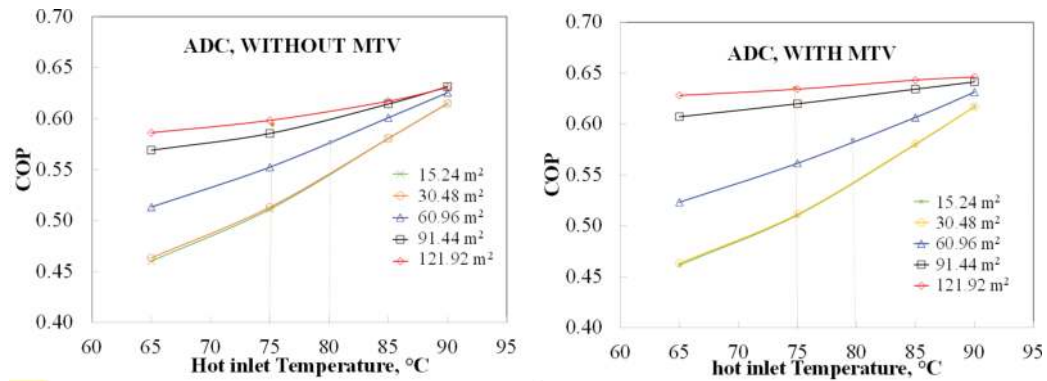 0.70
ADC, WITHOUT MTV
0.65
0.60
0.55
COP
0.50
0.45
0.40
15.24 m²
30.48 m²
60.96 m²
91.44 m²
121.92 m²
60 65 70 75 80 85 90 95
Hot inlet Temperature, °C
0.70
ADC, WITH MTV
0.65
0.60
0.55
COP
0.50
0.45
0.40
15.24 m²
30.48 m²
60.96 m²
91.44 m²
121.92 m²
60 65 70 75 80 85 90 95
hot inlet Temperature, °C